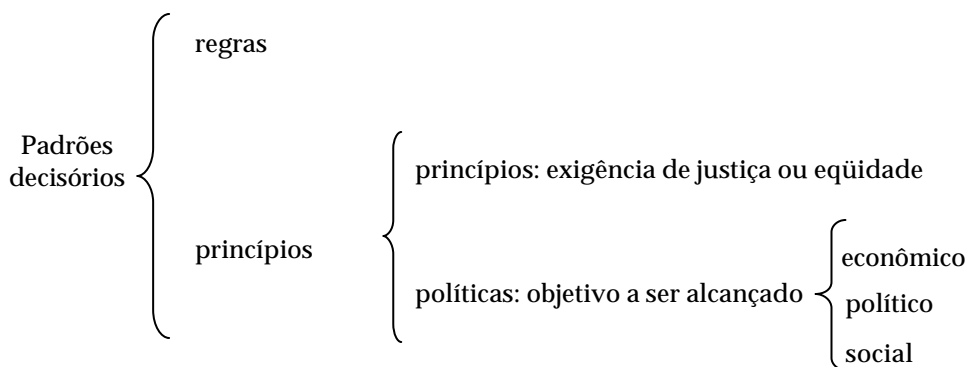 regras
Padrões
decisórios
princípios
princípios: exigência de justiça ou eqüidade
políticas: objetivo a ser alcançado
econômico
político
social